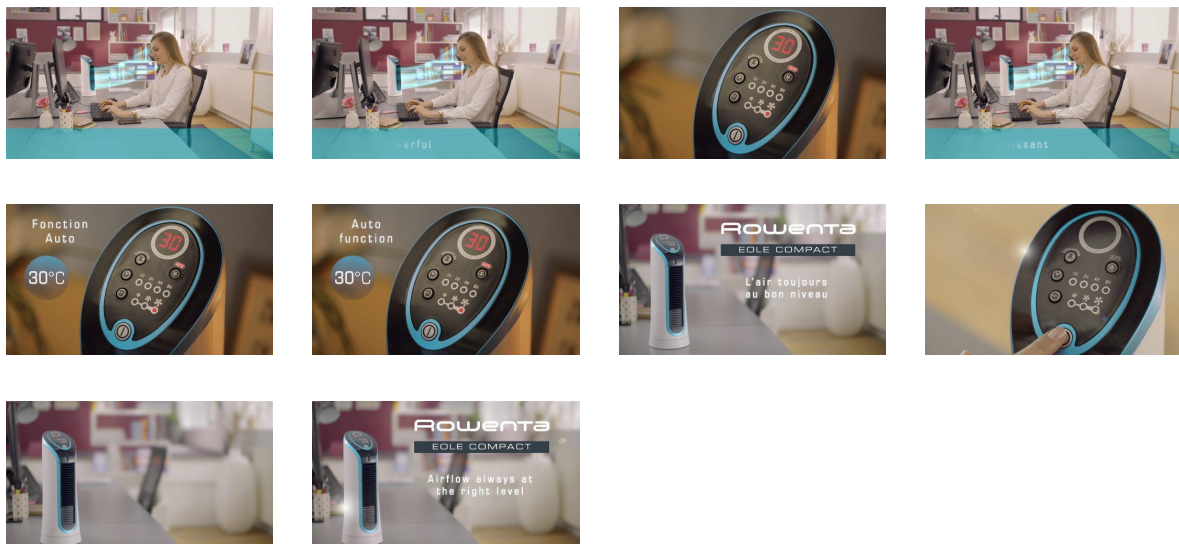 30
Fonction
Auto
30°C
30
Auto
function
30°C
30
Rowenta
EOLE COMPACT
L'air toujours
au bon niveau
Rowenta
EOLE COMPACT
Airflow always at
the right level